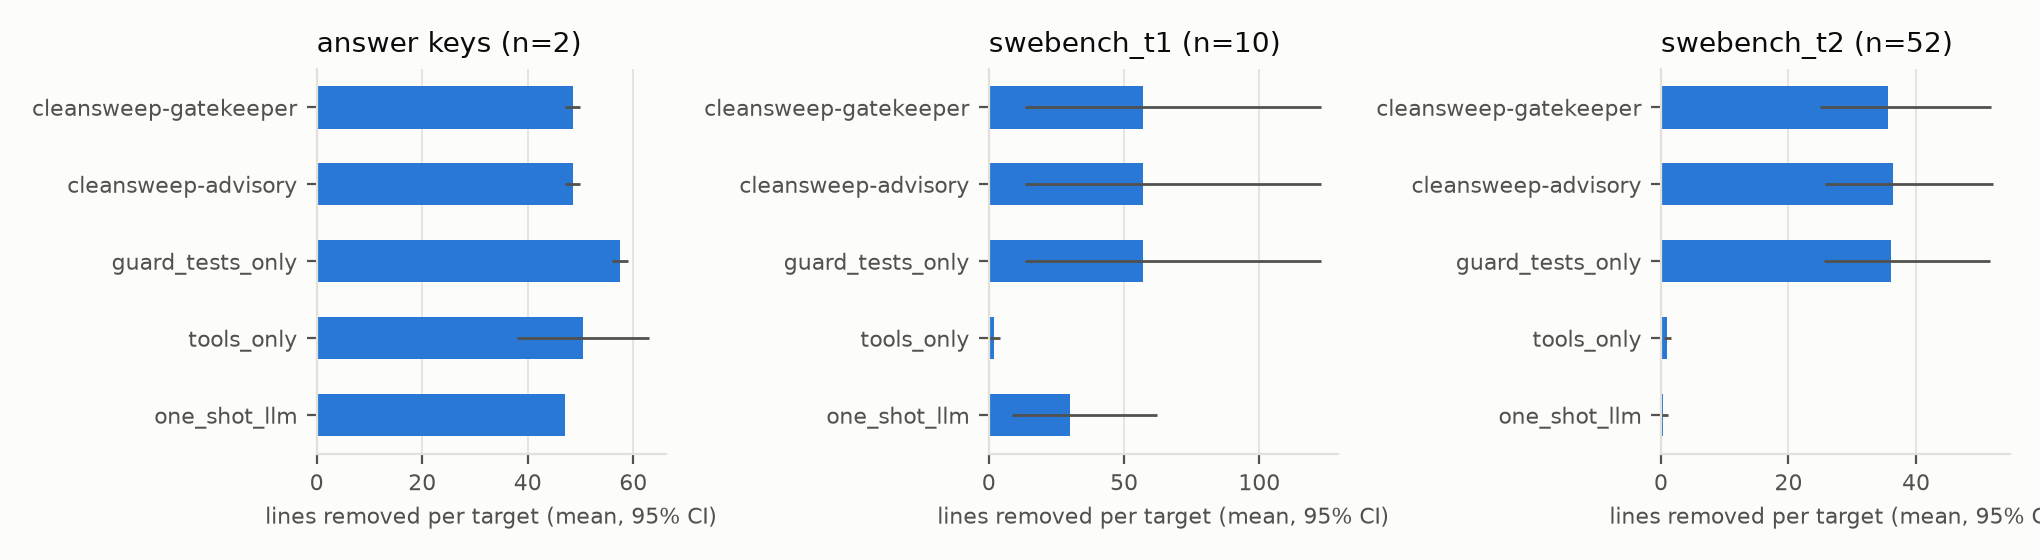 answer keys (n=2)
cleansweep-gatekeeper
cleansweep-advisory
guard_tests_only
tools_only
one_shot_llm
0 20 40 60
lines removed per target (mean, 95% CI)
swebench_t1 (n=10)
cleansweep-gatekeeper
cleansweep-advisory
guard_tests_only
tools_only
one_shot_llm
0 50 100
lines removed per target (mean, 95% CI)
swebench_t2 (n=52)
cleansweep-gatekeeper
cleansweep-advisory
guard_tests_only
tools_only
one_shot_llm
0 20 40
lines removed per target (mean, 95%